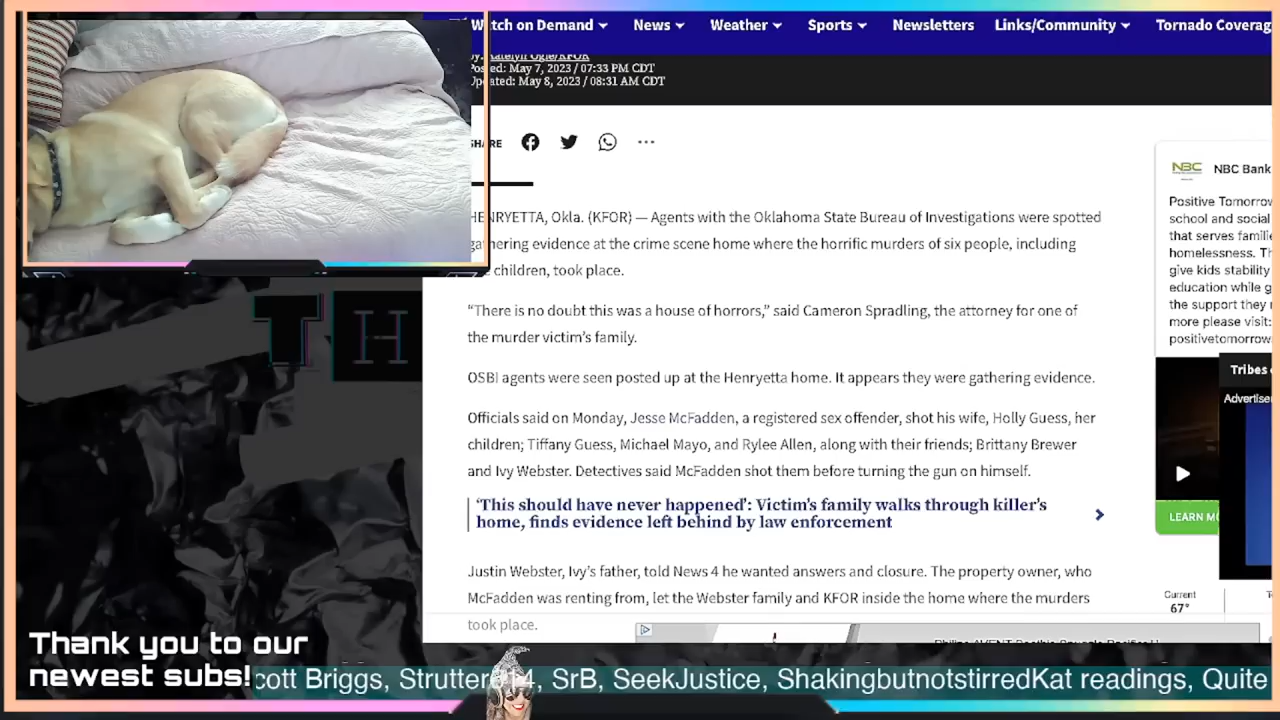 Watch on Demand News Weather Sports Newsletters Links/Community Tornado Coverag
by: Katelyn Ogle/KFOR
Posted: May 7, 2023 / 07:33 PM CDT
Updated: May 8, 2023 / 08:31 AM CDT
SHARE
HENRYETTA, Okla. (KFOR) — Agents with the Oklahoma State Bureau of Investigations were spotted
gathering evidence at the crime scene home where the horrific murders of six people, including
children, took place.
“There is no doubt this was a house of horrors,” said Cameron Spradling, the attorney for one of
the murder victim’s family.
OSBI agents were seen posted up at the Henryetta home. It appears they were gathering evidence.
Officials said on Monday, Jesse McFadden, a registered sex offender, shot his wife, Holly Guess, her
children; Tiffany Guess, Michael Mayo, and Rylee Allen, along with their friends; Brittany Brewer
and Ivy Webster. Detectives said McFadden shot them before turning the gun on himself.
‘This should have never happened’: Victim’s family walks through killer’s
home, finds evidence left behind by law enforcement
Justin Webster, Ivy’s father, told News 4 he wanted answers and closure. The property owner, who
McFadden was renting from, let the Webster family and KFOR inside the home where the murders
took place.
NBC
NBC Bank
Positive Tomorrow
school and social
that serves familie
homelessness. Th
give kids stability
education while g
the support they
more please visit:
positivetomorrow
Tribes
Advertise
LEARN MO
Current
67°
TH
Thank you to our
newest subs!
cott Briggs, Strutter814, SrB, SeekJustice, ShakingbutnotstirredKat readings, Quite